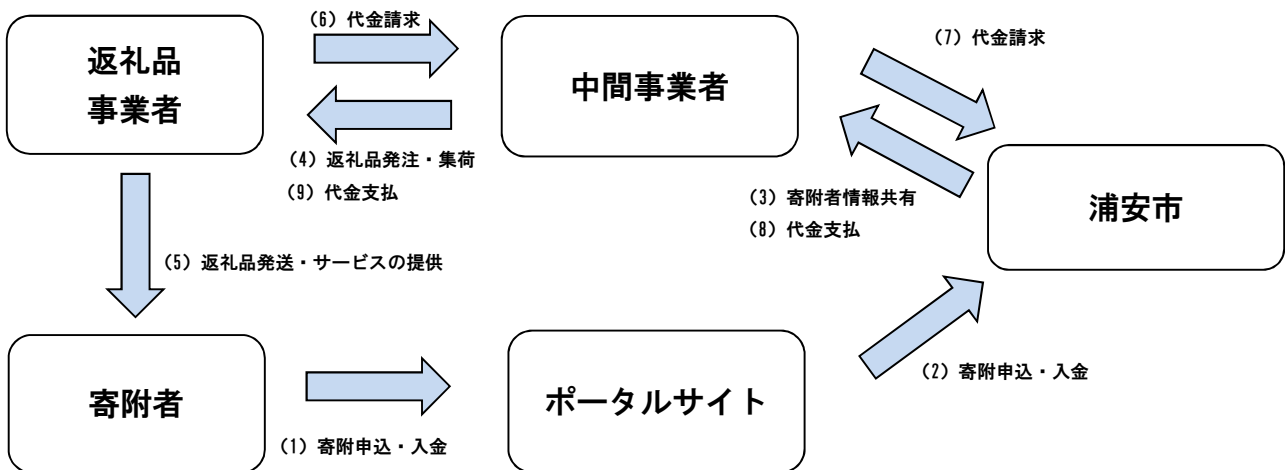 (6) 代金請求
(7) 代金請求
返礼品
事業者
中間事業者
(4) 返礼品発注・集荷
(9) 代金支払
(3) 寄附者情報共有
(8) 代金支払
浦安市
(5) 返礼品発送・サービスの提供
寄附者
ポータルサイト
(2) 寄附申込・入金
(1) 寄附申込・入金